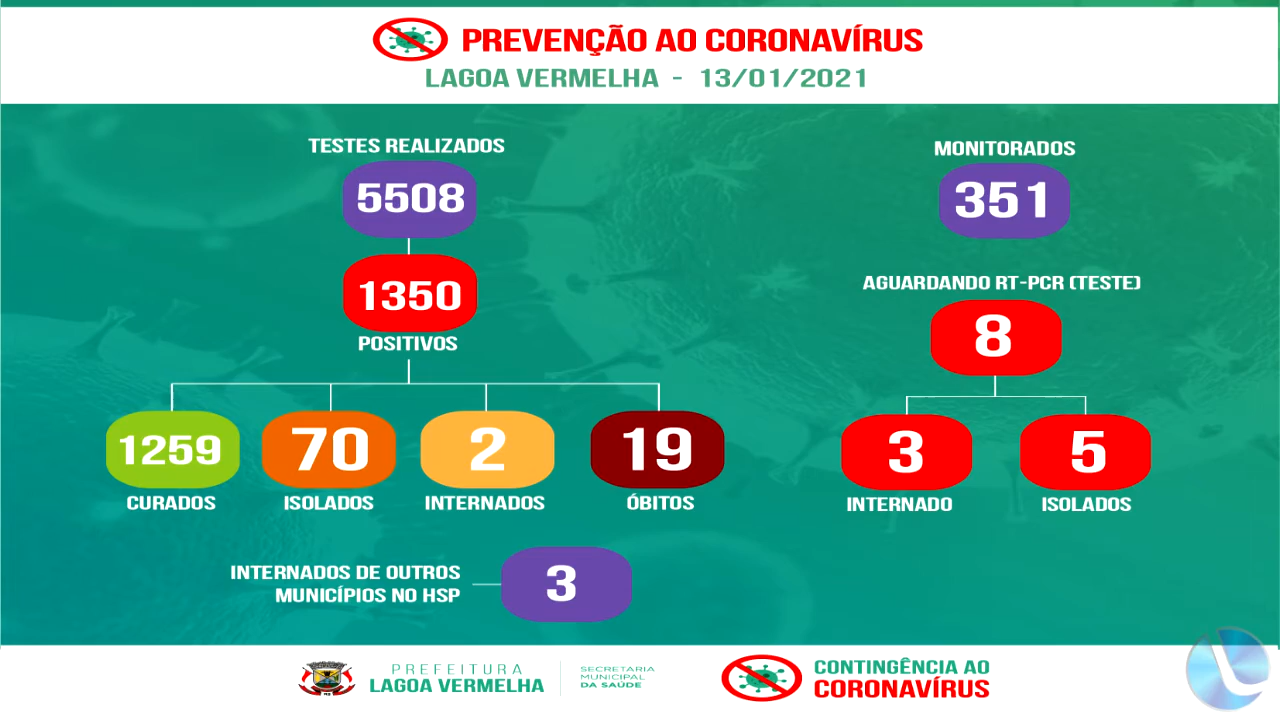 PREVENÇÃO AO CORONAVÍRUS
LAGOA VERMELHA - 13/01/2021
TESTES REALIZADOS
5508
1350
POSITIVOS
1259
CURADOS
70
ISOLADOS
2
INTERNADOS
19
ÓBITOS
INTERNADOS DE OUTROS
MUNICÍPIOS NO HSP
3
MONITORADOS
351
AGUARDANDO RT-PCR (TESTE)
8
3
INTERNADO
5
ISOLADOS
PREFEITURA
LAGOA VERMELHA
SECRETARIA
MUNICIPAL
DA SAÚDE
CONTINGÊNCIA AO
CORONAVÍRUS